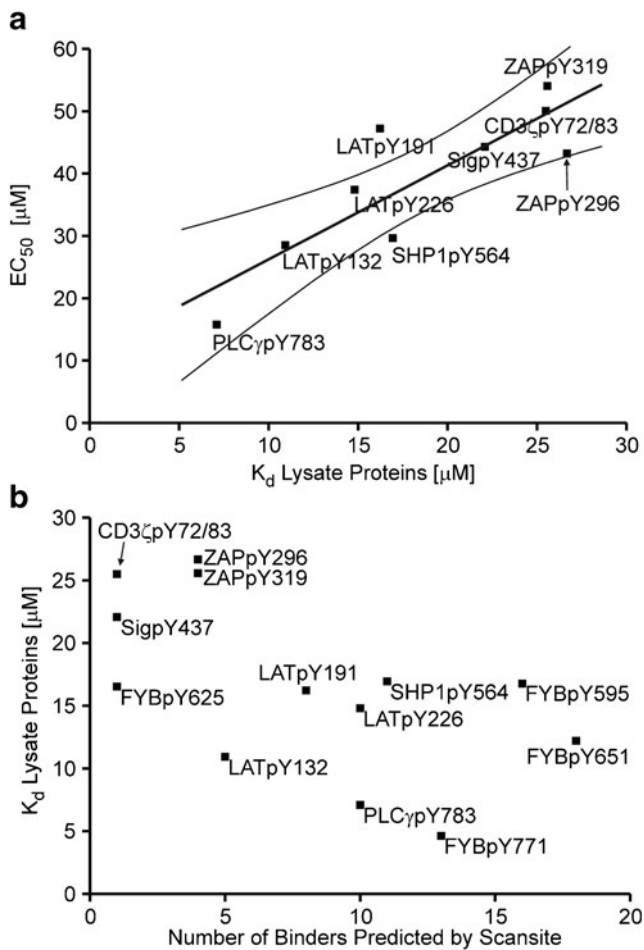 a
60
50
40
30
20
10
0
EC50 [μM]
ZAPpY319
CD3ζpY72/83
LATpY191
SigpY437
LATpY226
ZAPpY296
LATpY132
SHP1pY564
PLCγpY783
0 5 10 15 20 25 30
Kd Lysate Proteins [μM]
b
30
25
20
15
10
5
0
Kd Lysate Proteins [μM]
CD3ζpY72/83
ZAPpY296
ZAPpY319
SigpY437
LATpY191
FYBpY625
SHP1pY564
FYBpY595
LATpY226
LATpY132
FYBpY651
PLCγpY783
FYBpY771
0 5 10 15 20
Number of Binders Predicted by Scansite